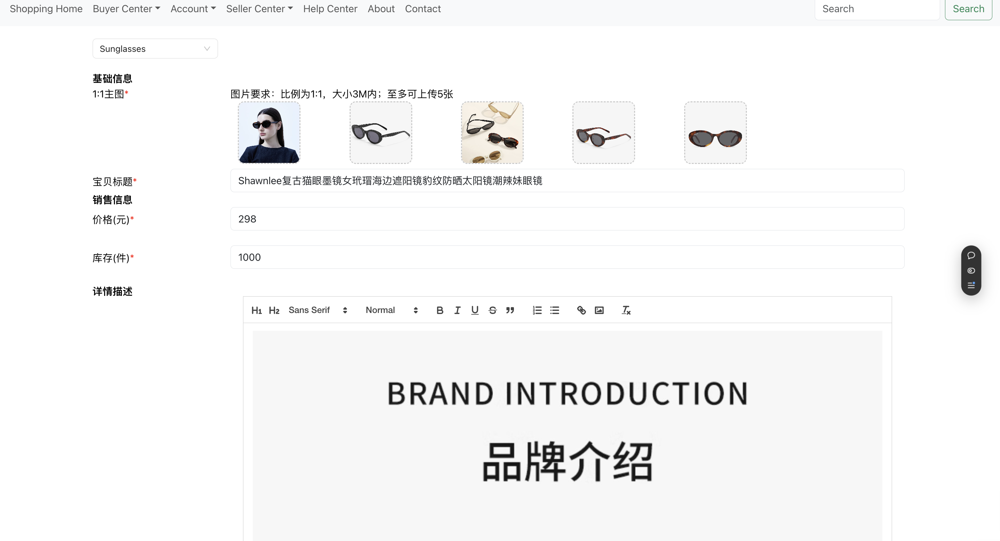 Shopping Home Buyer Center Account Seller Center Help Center About Contact Search Search
Sunglasses
基础信息
1:1主图* 图片要求：比例为1:1，大小3M内；至多可上传5张
宝贝标题* Shawnlee复古猫眼墨镜女玳瑁海边遮阳镜豹纹防晒太阳镜潮辣妹眼镜
销售信息
价格(元)* 298
库存(件)* 1000
详情描述
H1 H2 Sans Serif Normal B I U S
BRAND INTRODUCTION
品牌介绍